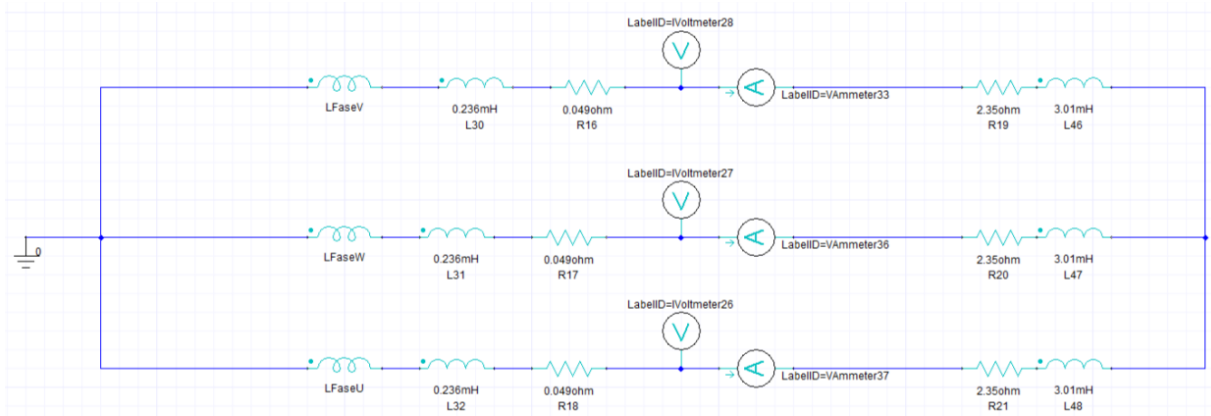 LabelID=IVoltmeter28
V
A
LabelID=VAmmeter33
LFaseV
0.236mH
L30
0.049ohm
R16
2.35ohm
R19
3.01mH
L46
LabelID=IVoltmeter27
V
A
LabelID=VAmmeter36
0
LFaseW
0.236mH
L31
0.049ohm
R17
2.35ohm
R20
3.01mH
L47
LabelID=IVoltmeter26
V
A
LabelID=VAmmeter37
LFaseU
0.236mH
L32
0.049ohm
R18
2.35ohm
R21
3.01mH
L48